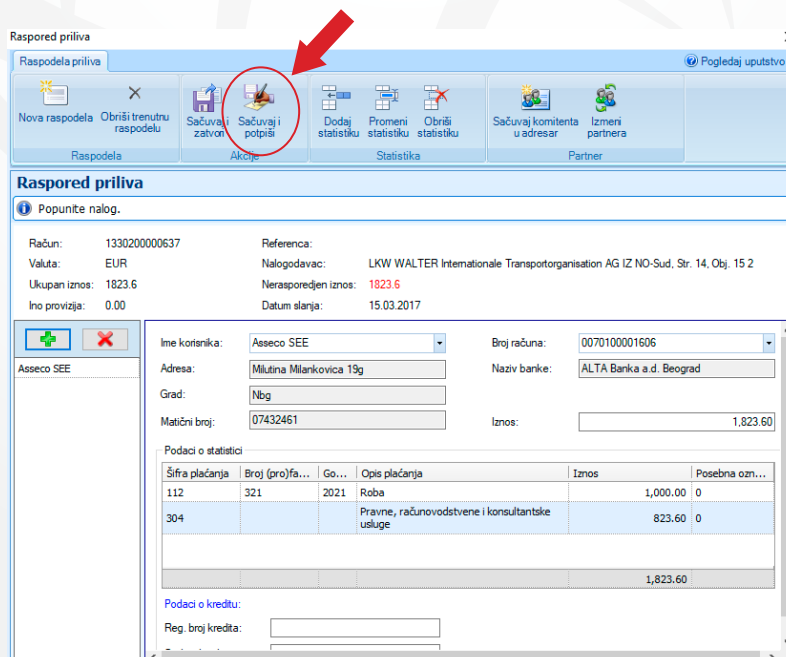 Raspored priliva
Raspodela priliva
Pogledaj uputstvo
Nova raspodela Obriši trenutnu raspodelu
Sačuvaj i zatvori Sačuvaj i potpiši
Dodaj statistiku Promeni statistiku Obriši statistiku
Sačuvaj komitenta u adresar Izmeni partnera
Raspodela Akcije Statistika Partner
Raspored priliva
Popunite nalog.
Račun: 1330200000637 Referenca:
Valuta: EUR Nalogodavac: LKW WALTER Internationale Transportorganisation AG IZ NO-Sud, Str. 14, Obj. 15 2
Ukupan iznos: 1823.6 Nerasporedjen iznos: 1823.6
Ino provizija: 0.00 Datum slanja: 15.03.2017
Asseco SEE
Ime korisnika: Asseco SEE Broj računa: 0070100001606
Adresa: Milutina Milankovica 19g Naziv banke: ALTA Banka a.d. Beograd
Grad: Nbg
Matični broj: 07432461 Iznos: 1,823.60
Podaci o statistici
Šifra plaćanja Broj (pro)fa... Go... Opis plaćanja Iznos Posebna ozn...
112 321 2021 Roba 1,000.00 0
304 Pravne, računovodstvene i konsultantske usluge 823.60 0
1,823.60
Podaci o kreditu:
Reg. broj kredita: